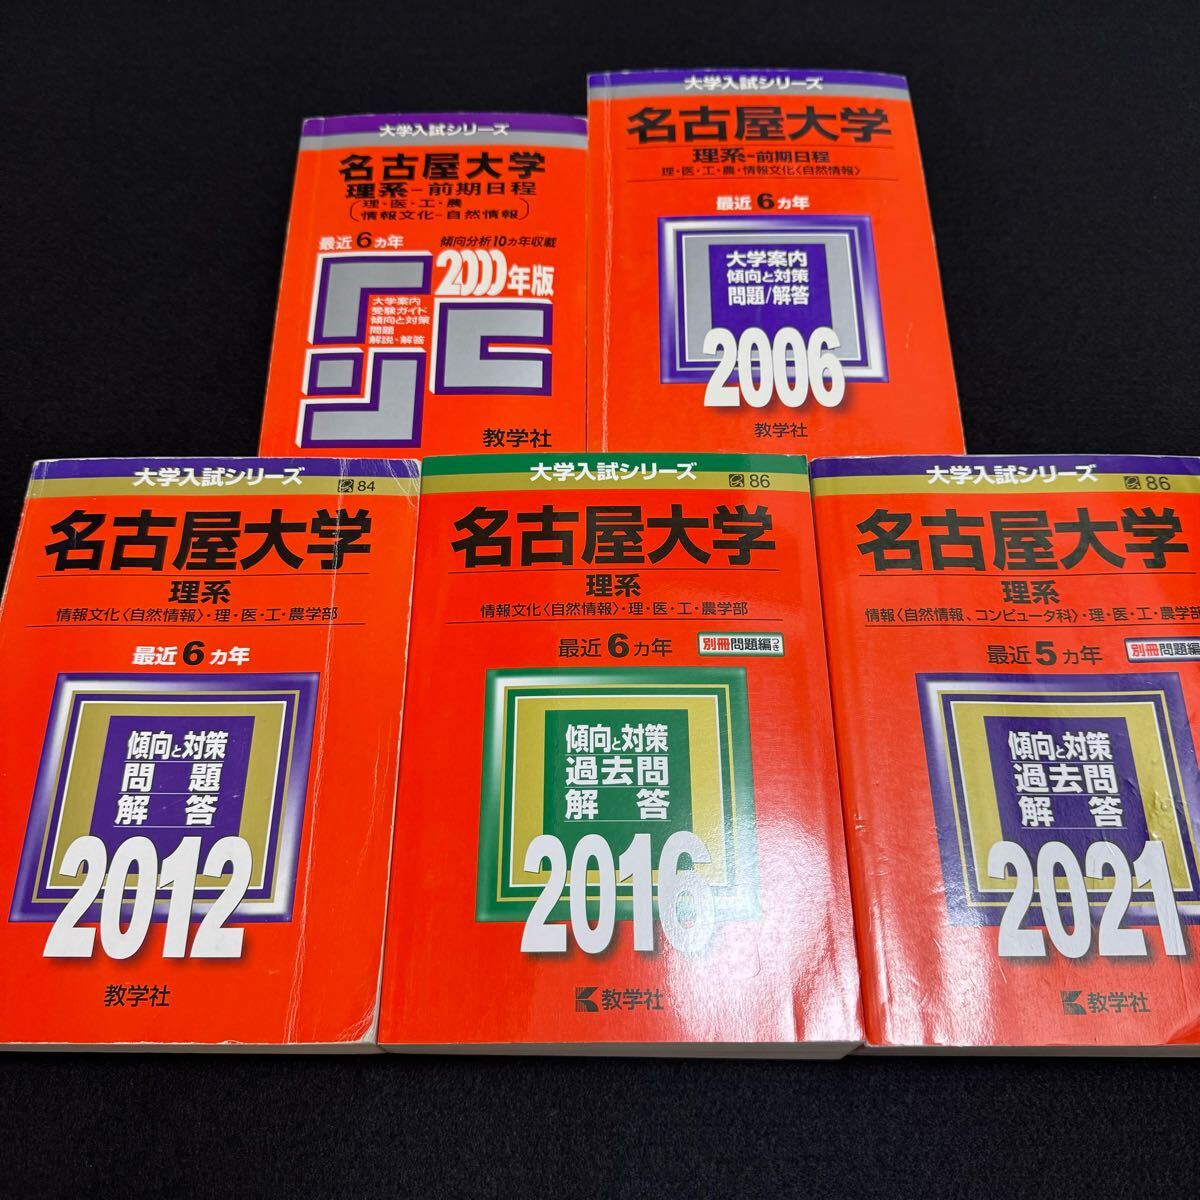 大学入試シリーズ
名古屋大学
理系-前期日程
理・医・工・農
情報文化-自然情報
最近6ヵ年
傾向分析10ヵ年収載
2000年版
大学案内
受験ガイド
傾向と対策
問題
解説・解答
教学社
大学入試シリーズ
名古屋大学
理系-前期日程
理・医・工・農・情報文化〈自然情報〉
最近6ヵ年
大学案内
傾向と対策
問題/解答
2006
教学社
大学入試シリーズ
84
名古屋大学
理系
情報文化〈自然情報〉・理・医・工・農学部
最近6ヵ年
傾向と対策
問題
解答
2012
教学社
大学入試シリーズ
86
名古屋大学
理系
情報文化〈自然情報〉・理・医・工・農学部
最近6ヵ年
別冊問題編つき
傾向と対策
過去問
解答
2016
教学社
大学入試シリーズ
86
名古屋大学
理系
情報〈自然情報、コンピュータ科〉・理・医・工・農学部
最近5ヵ年
別冊問題編
傾向と対策
過去問
解答
2021
教学社